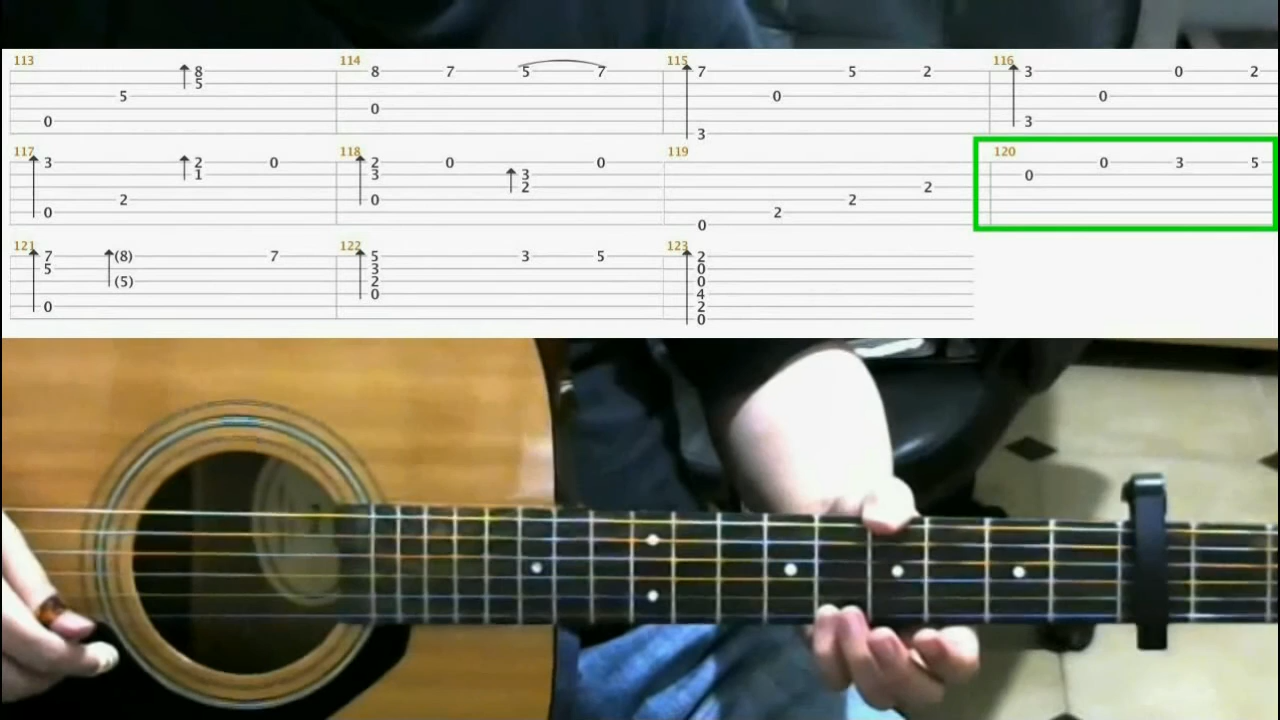 113 114 115 116
8 8 7 5 7 7 5 2 3 0 2
5
5 0
0 0
0 3
3
117 118 119 120
3 2 0 2 0 0 0 3 5
1 3 3 0
2 2
2 0 2
0 2
0
121 122 123
7 (8) 7 5 3 5 2
5 3 0
(5) 2 0
0 4
0 2
0